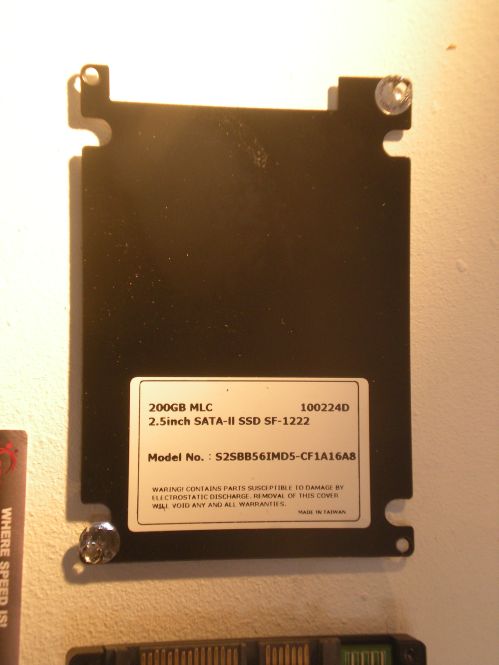 200GB MLC 100224D
2.5inch SATA-II SSD SF-1222
Model No. : S2SBB56IMD5-CF1A16A8
WARING! CONTAINS PARTS SUSCEPTIBLE TO DAMAGE BY
ELECTROSTATIC DISCHARGE. REMOVAL OF THIS COVER
WILL VOID ANY AND ALL WARRANTIES.
MADE IN TAIWAN
WHERE SPEED IS!